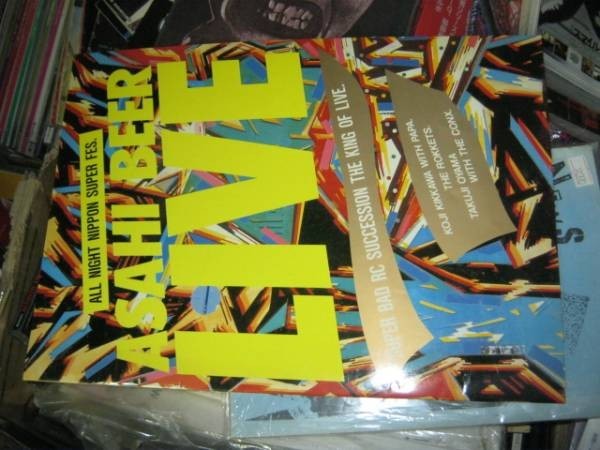 ALL NIGHT NIPPON SUPER FES.
ASAHI BEER
LIVE
SUPER BAD RC SUCCESSION THE KING OF LIVE.
KOJI KIKKAWA WITH PAPA.
THE ROKKETS.
TAKUJI OYAMA
WITH THE CONX.